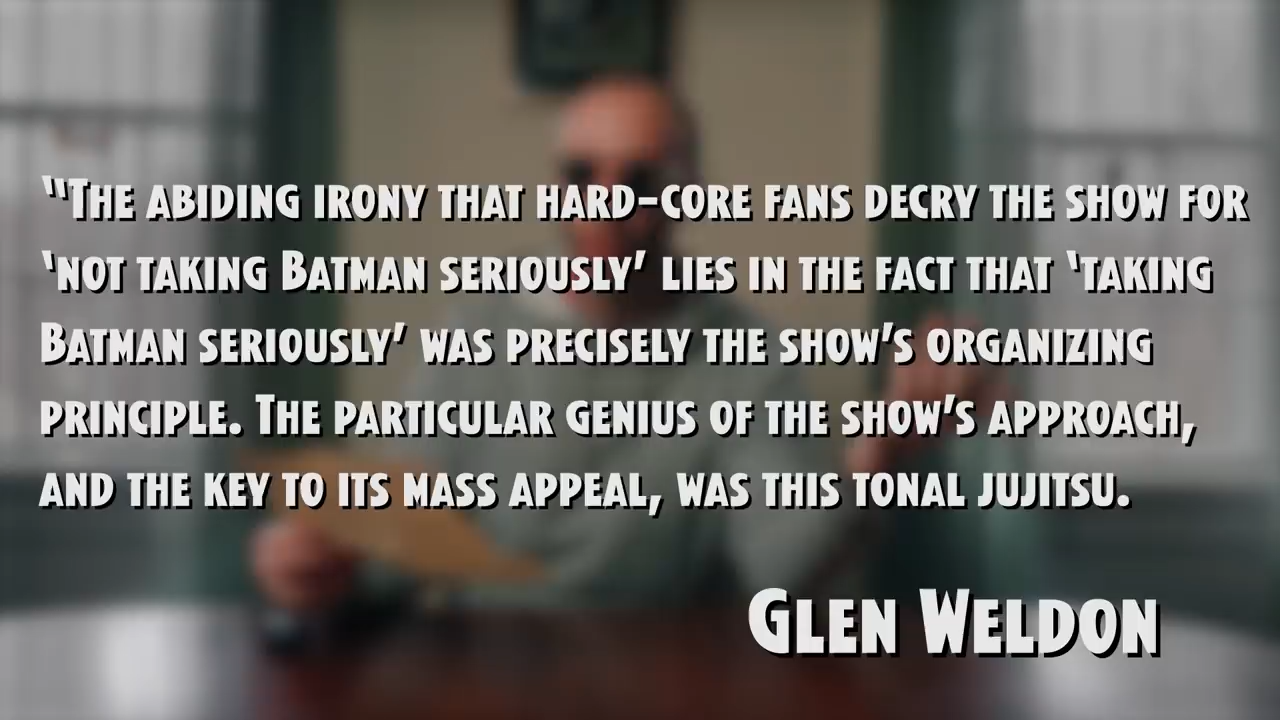 “The abiding irony that hard-core fans decry the show for
‘not taking Batman seriously’ lies in the fact that ‘taking
Batman seriously’ was precisely the show’s organizing
principle. The particular genius of the show’s approach,
and the key to its mass appeal, was this tonal jujitsu.
Glen Weldon